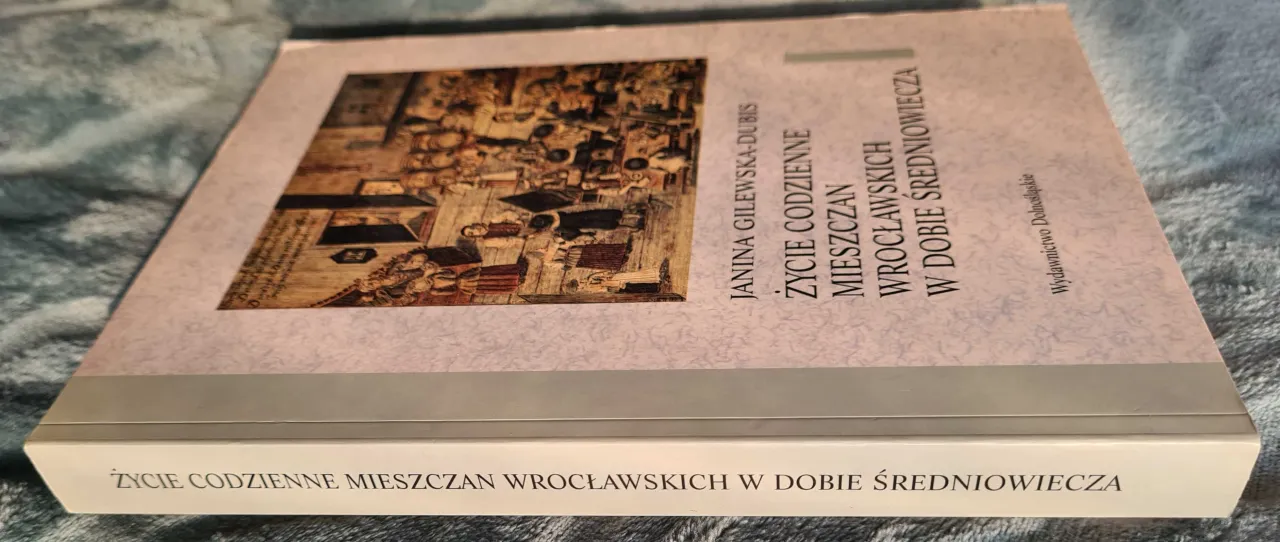 JANINA GILEWSKA-DUBIS
ŻYCIE CODZIENNE
MIESZCZAN
WROCŁAWSKICH
W DOBIE ŚREDNIOWIECZA
Wydawnictwo Dolnośląskie
ŻYCIE CODZIENNE MIESZCZAN WROCŁAWSKICH W DOBIE ŚREDNIOWIECZA